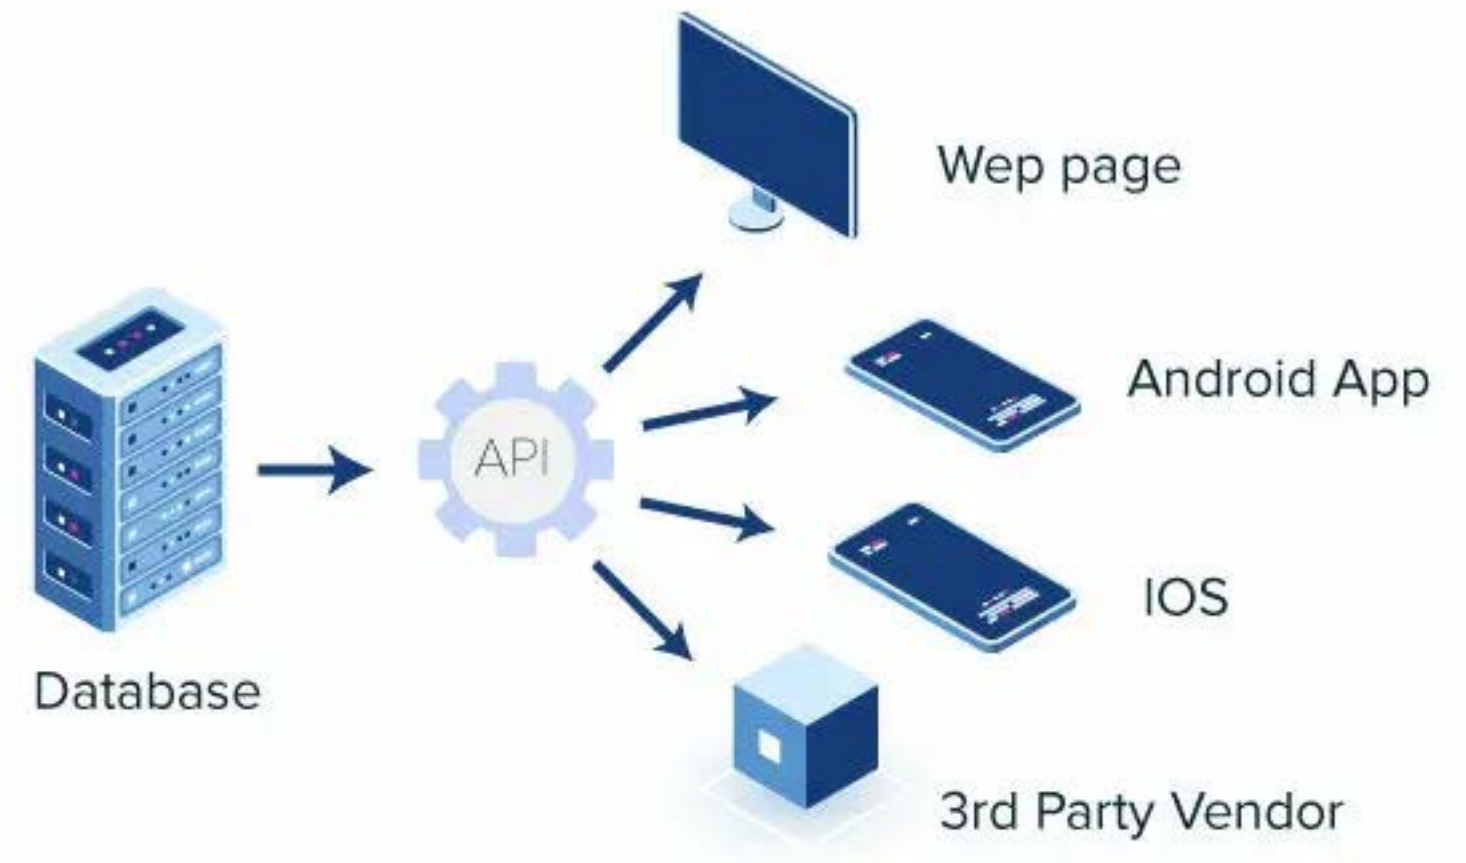 Wep page
Android App
API
IOS
Database
3rd Party Vendor